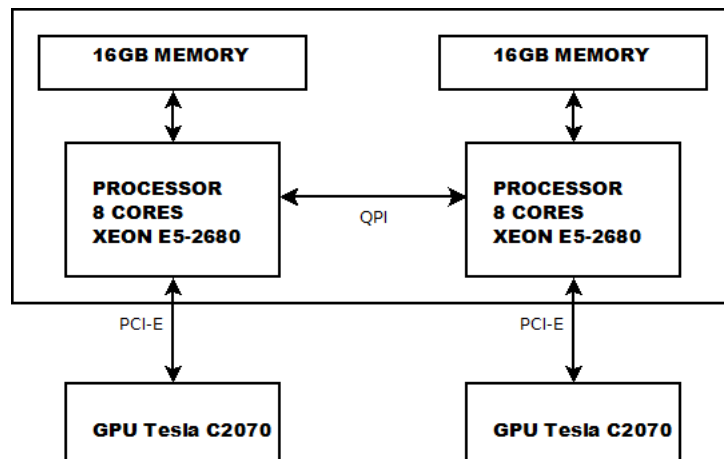 16GB MEMORY
16GB MEMORY
PROCESSOR
8 CORES
XEON E5-2680
QPI
PROCESSOR
8 CORES
XEON E5-2680
PCI-E
PCI-E
GPU Tesla C2070
GPU Tesla C2070